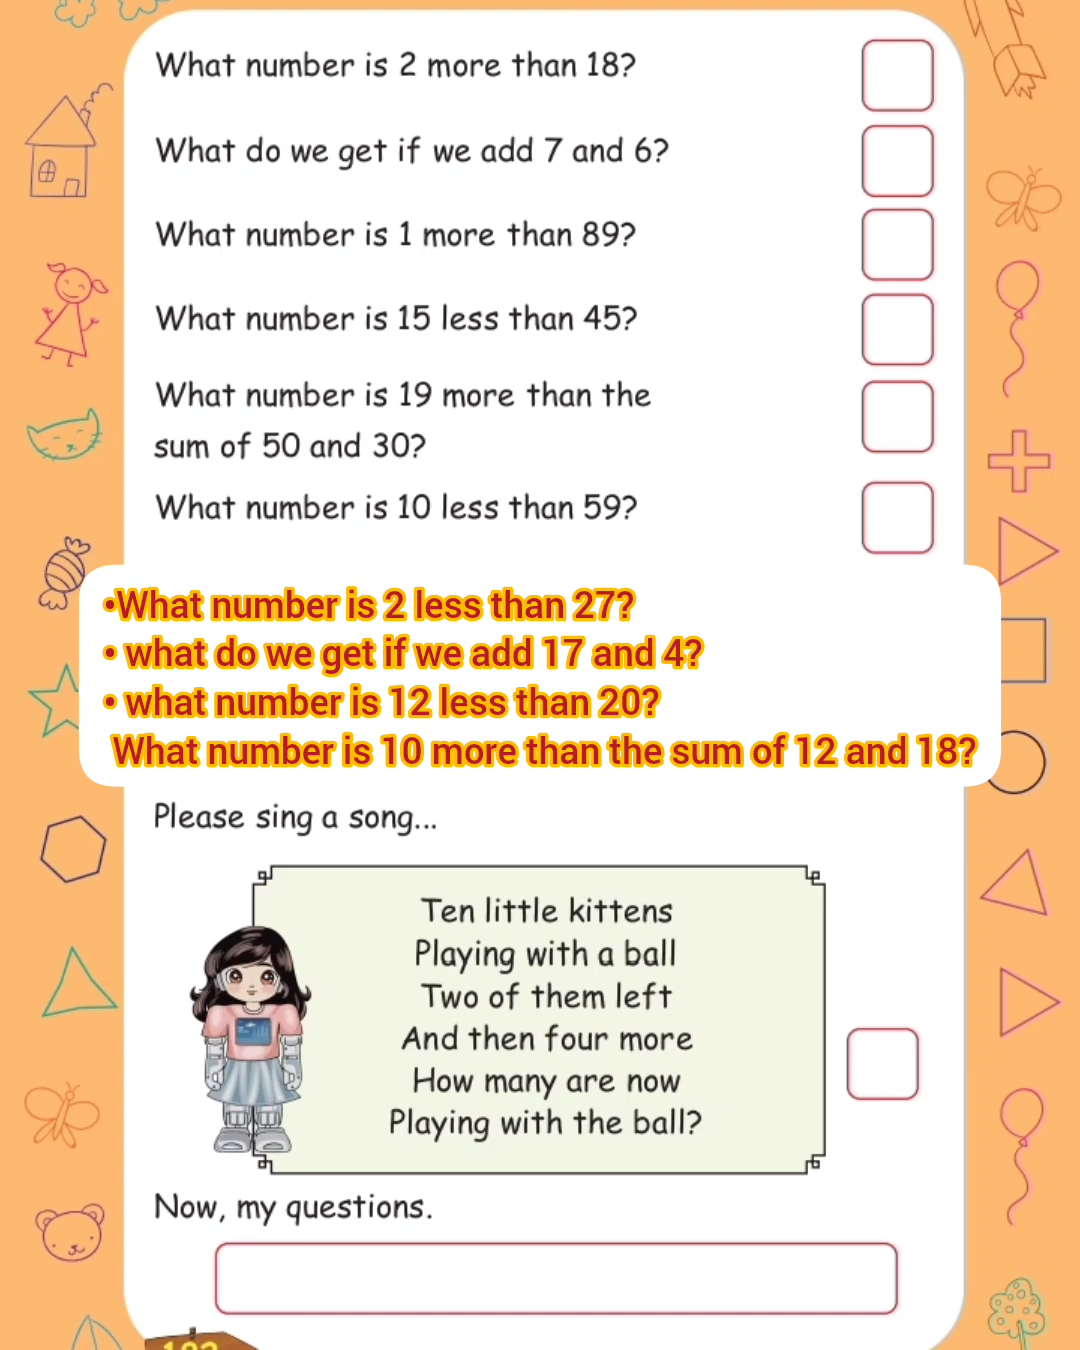 What number is 2 more than 18?
What do we get if we add 7 and 6?
What number is 1 more than 89?
What number is 15 less than 45?
What number is 19 more than the
sum of 50 and 30?
What number is 10 less than 59?
•What number is 2 less than 27?
• what do we get if we add 17 and 4?
• what number is 12 less than 20?
What number is 10 more than the sum of 12 and 18?
Please sing a song...
Ten little kittens
Playing with a ball
Two of them left
And then four more
How many are now
Playing with the ball?
Now, my questions.